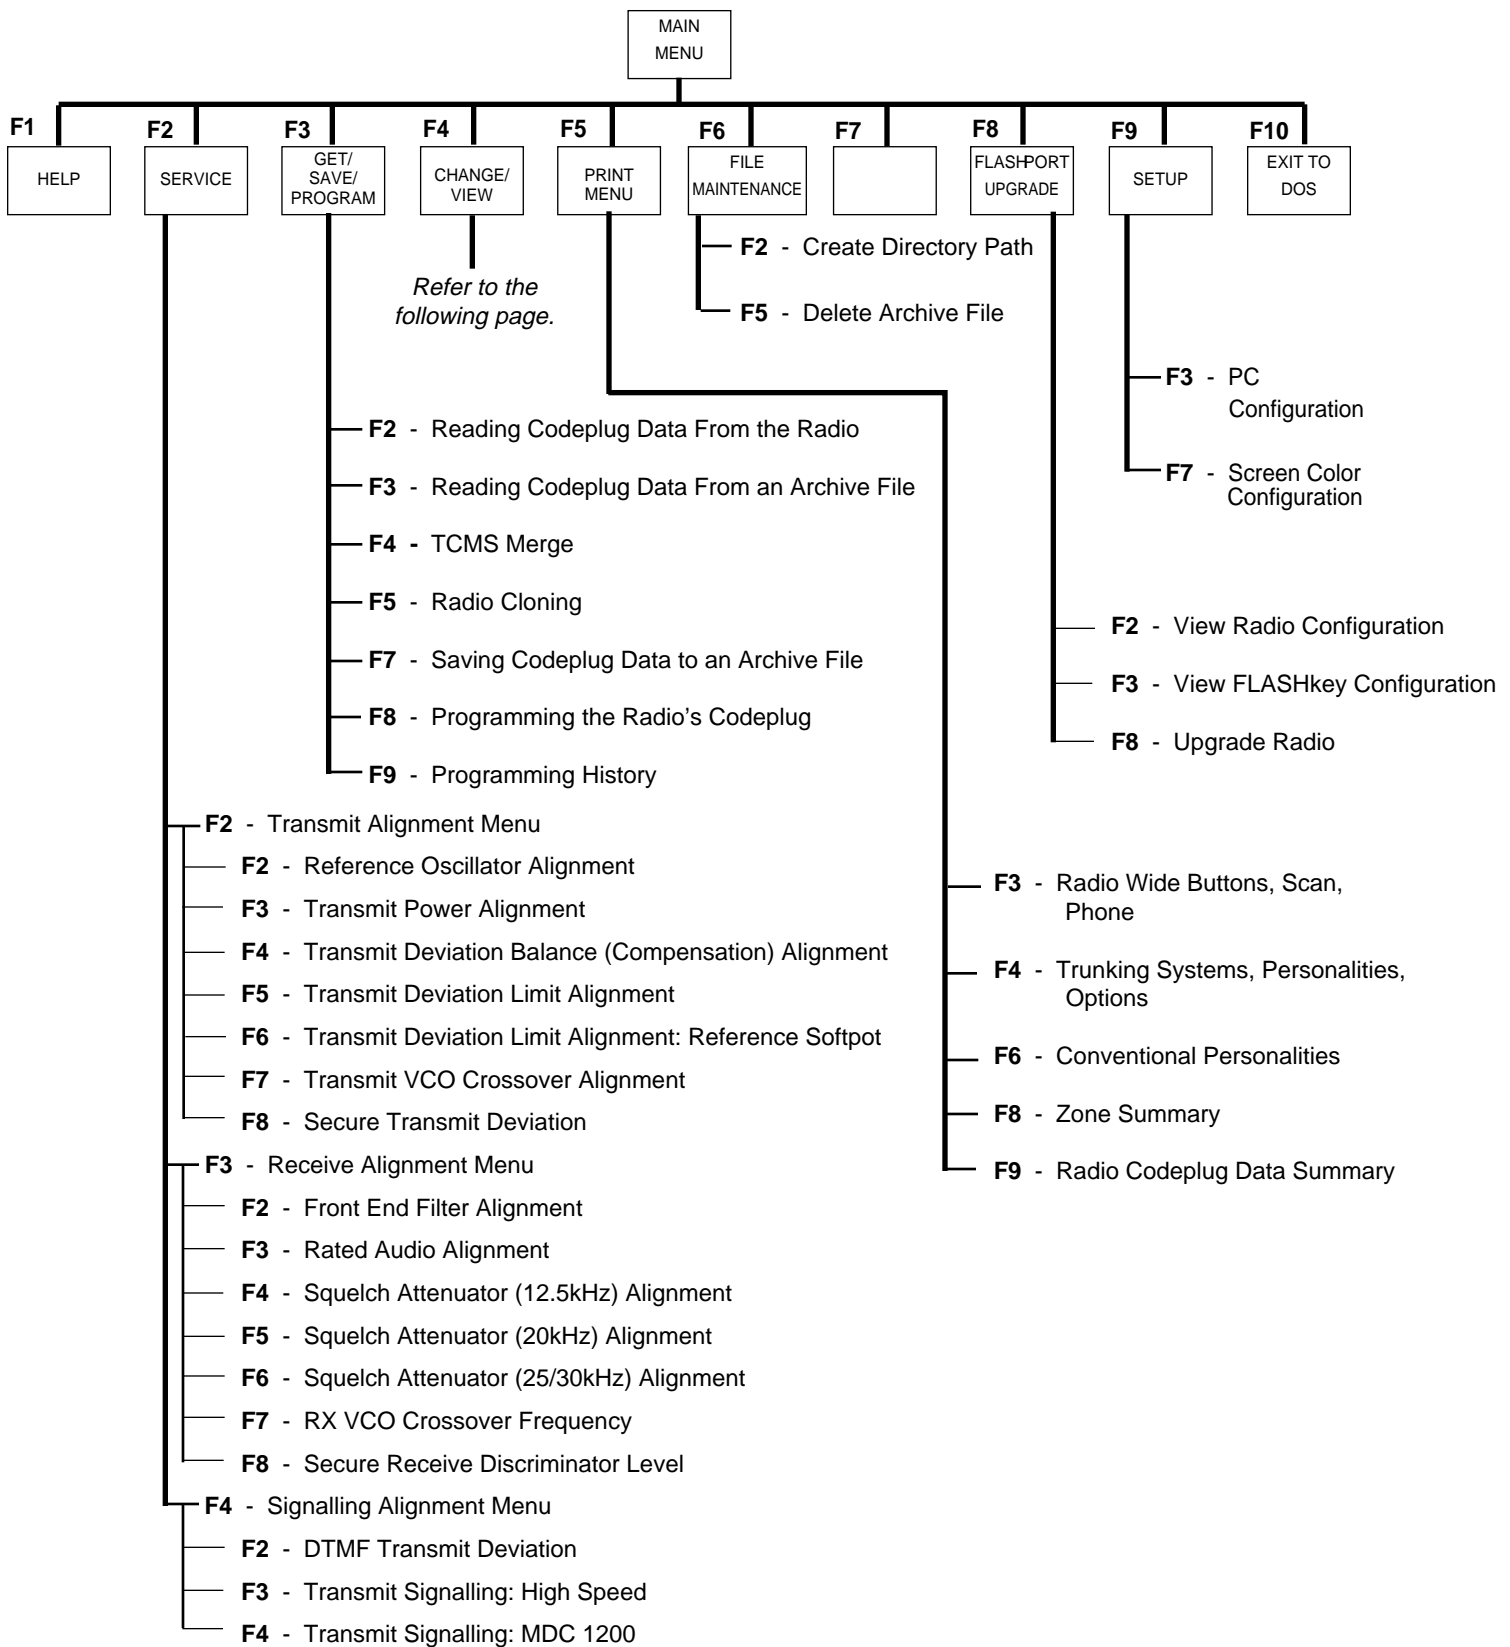 MAIN
MENU
F1
F2
F3
F4
F5
F6
F7
F8
F9
F10
HELP
SERVICE
GET/
SAVE/
PROGRAM
CHANGE/
VIEW
PRINT
MENU
FILE
MAINTENANCE
FLASHPORT
UPGRADE
SETUP
EXIT TO
DOS
Refer to the
following page.
F2 - Create Directory Path
F5 - Delete Archive File
F3 - PC
Configuration
F7 - Screen Color
Configuration
F2 - Reading Codeplug Data From the Radio
F3 - Reading Codeplug Data From an Archive File
F4 - TCMS Merge
F5 - Radio Cloning
F7 - Saving Codeplug Data to an Archive File
F8 - Programming the Radio’s Codeplug
F9 - Programming History
F2 - View Radio Configuration
F3 - View FLASHkey Configuration
F8 - Upgrade Radio
F2 - Transmit Alignment Menu
F2 - Reference Oscillator Alignment
F3 - Transmit Power Alignment
F4 - Transmit Deviation Balance (Compensation) Alignment
F5 - Transmit Deviation Limit Alignment
F6 - Transmit Deviation Limit Alignment: Reference Softpot
F7 - Transmit VCO Crossover Alignment
F8 - Secure Transmit Deviation
F3 - Radio Wide Buttons, Scan,
Phone
F4 - Trunking Systems, Personalities,
Options
F6 - Conventional Personalities
F8 - Zone Summary
F9 - Radio Codeplug Data Summary
F3 - Receive Alignment Menu
F2 - Front End Filter Alignment
F3 - Rated Audio Alignment
F4 - Squelch Attenuator (12.5kHz) Alignment
F5 - Squelch Attenuator (20kHz) Alignment
F6 - Squelch Attenuator (25/30kHz) Alignment
F7 - RX VCO Crossover Frequency
F8 - Secure Receive Discriminator Level
F4 - Signalling Alignment Menu
F2 - DTMF Transmit Deviation
F3 - Transmit Signalling: High Speed
F4 - Transmit Signalling: MDC 1200